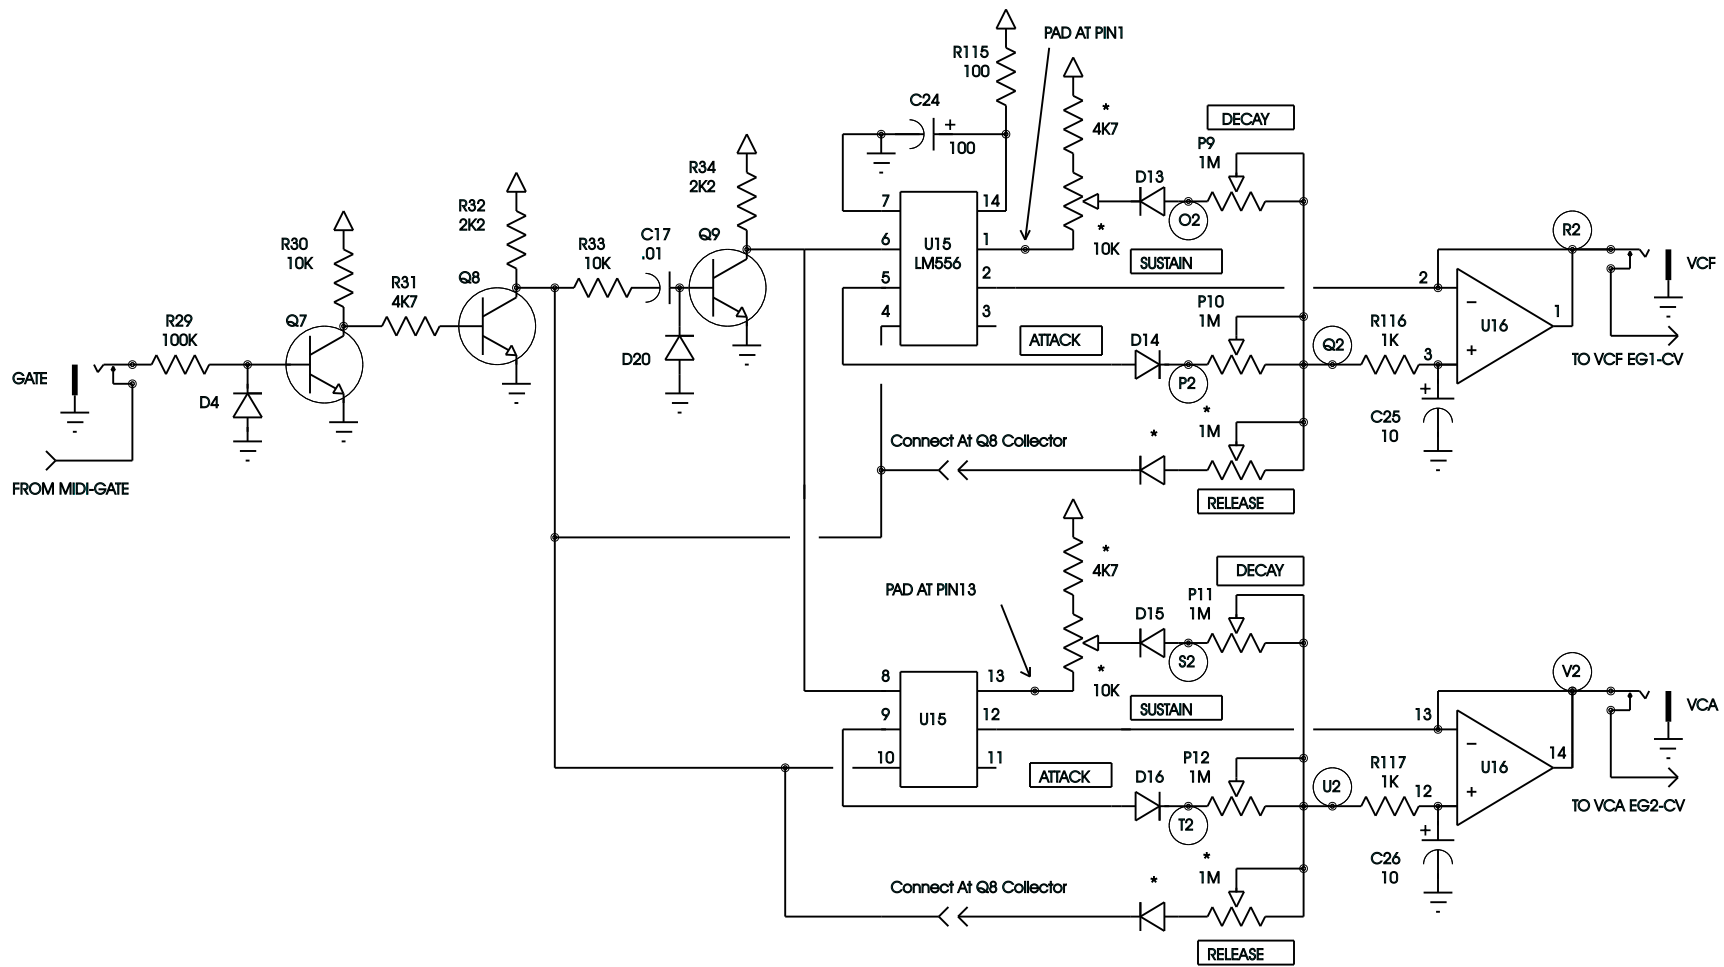 R115
100
PAD AT PIN1
C24
+
100
*
4K7
DECAY
P9
1M
R34
2K2
D13
O2
R32
2K2
7
14
R2
R30
10K
R33
10K
C17
.01
Q9
6
U15
LM556
1
*
10K
SUSTAIN
VCF
R31
4K7
Q8
5
2
P10
1M
2
−
U16
1
R29
100K
Q7
4
3
ATTACK
D14
P2
Q2
R116
1K
3
+
TO VCF EG1-CV
GATE
D4
D20
+
C25
10
Connect At Q8 Collector
*
*
1M
FROM MIDI-GATE
RELEASE
*
4K7
DECAY
PAD AT PIN13
P11
1M
D15
S2
8
13
*
10K
SUSTAIN
V2
VCA
9
U15
12
13
−
U16
14
10
11
ATTACK
D16
T2
P12
1M
U2
R117
1K
12
+
TO VCA EG2-CV
+
C26
10
Connect At Q8 Collector
*
*
1M
RELEASE